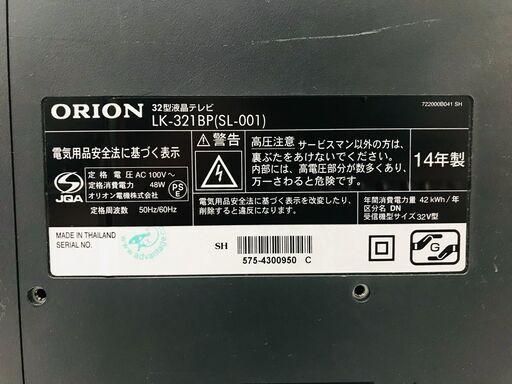 722000B041 SH
ORION
32型液晶テレビ
LK-321BP(SL-001)
電気用品安全法に基づく表示
JQA
定格電圧 AC 100V～
定格消費電力 48W
オリオン電機株式会社
PS
E
定格周波数 50Hz/60Hz
⚠警告
高圧注意 サービスマン以外の方は、
裏ぶたをあけないでください。
内部には、高電圧部分が数多くあり、
万一さわると危険です。
電気用品安全法に基づく表示を改変したり、
削除すると違反になります。
14年製
年間消費電力量 42 kWh/年
区分名 DN
受信機型サイズ 32V型
MADE IN THAILAND
SERIAL NO.
www.advantage
SH
575-4300950 C
G